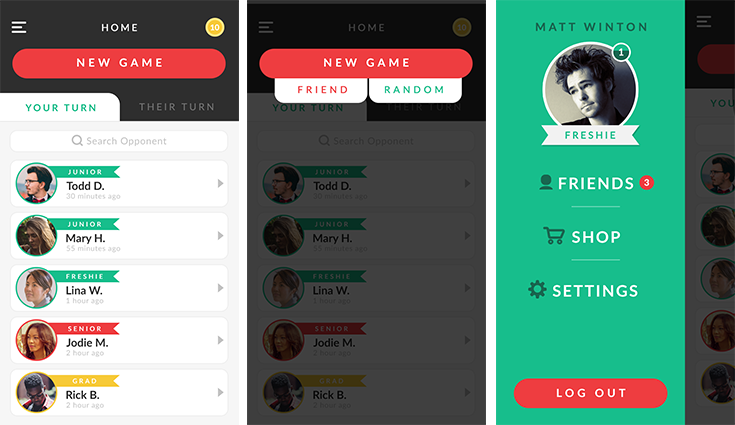 HOME
10
NEW GAME
YOUR TURN
THEIR TURN
Search Opponent
JUNIOR
Todd D.
30 minutes ago
JUNIOR
Mary H.
55 minutes ago
FRESHIE
Lina W.
1 hour ago
SENIOR
Jodie M.
2 hour ago
GRAD
Rick B.
2 hour ago
HOME
10
NEW GAME
FRIEND
RANDOM
YOUR TURN
THEIR TURN
Search Opponent
JUNIOR
Todd D.
30 minutes ago
JUNIOR
Mary H.
55 minutes ago
FRESHIE
Lina W.
1 hour ago
SENIOR
Jodie M.
2 hour ago
GRAD
Rick B.
2 hour ago
MATT WINTON
1
FRESHIE
FRIENDS 3
SHOP
SETTINGS
LOG OUT
YOU